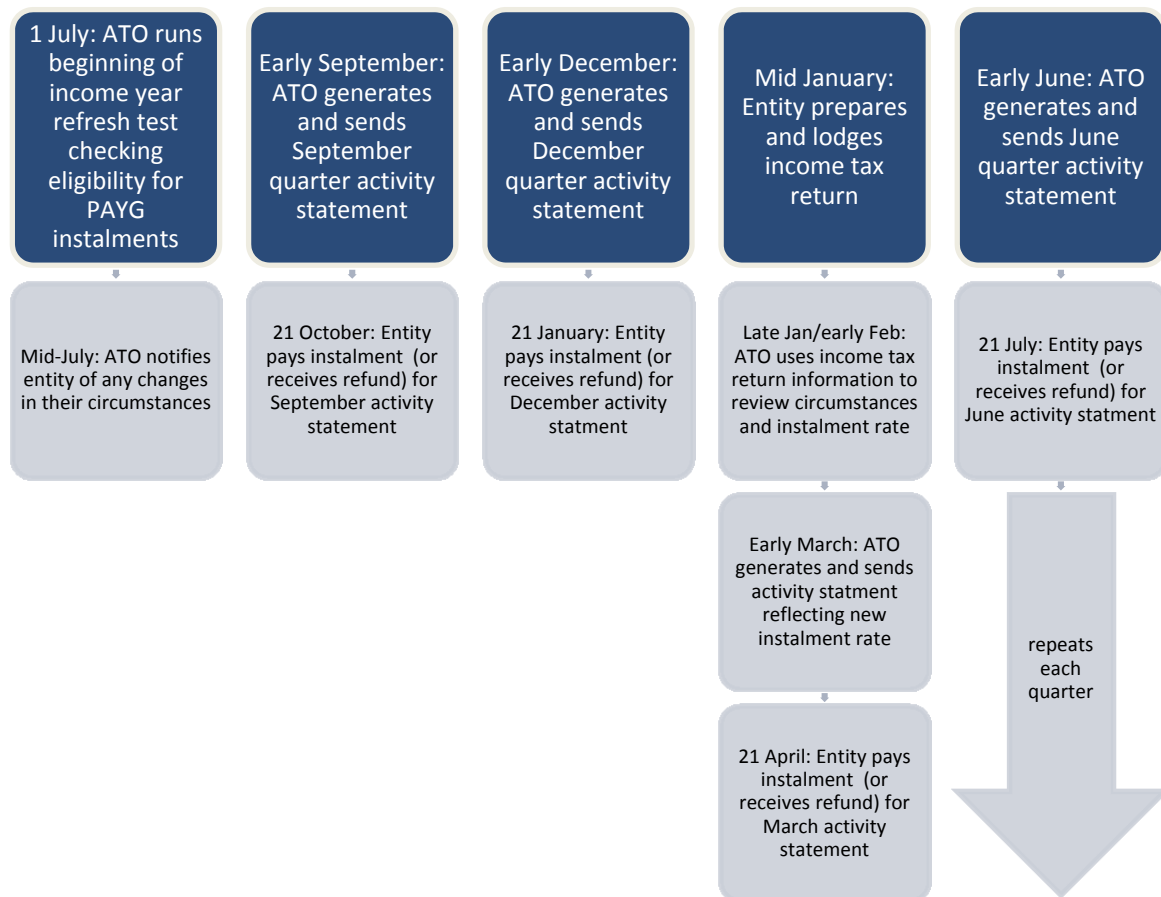 1 July: ATO runs
beginning of
income year
refresh test
checking
eligibility for
PAYG
instalments
Mid-July: ATO notifies
entity of any changes
in their circumstances
Early September:
ATO generates
and sends
September
quarter activity
statement
21 October: Entity
pays instalment (or
receives refund) for
September activity
statement
Early December:
ATO generates
and sends
December
quarter activity
statement
21 January: Entity
pays instalment (or
receives refund) for
December activity
statment
Mid January:
Entity prepares
and lodges
income tax
return
Late Jan/early Feb:
ATO uses income tax
return information to
review circumstances
and instalment rate
Early March: ATO
generates and sends
activity statment
reflecting new
instalment rate
21 April: Entity pays
instalment (or
receives refund) for
March activity
statement
Early June: ATO
generates and
sends June
quarter activity
statement
21 July: Entity pays
instalment (or
receives refund) for
June activity statment
repeats
each
quarter